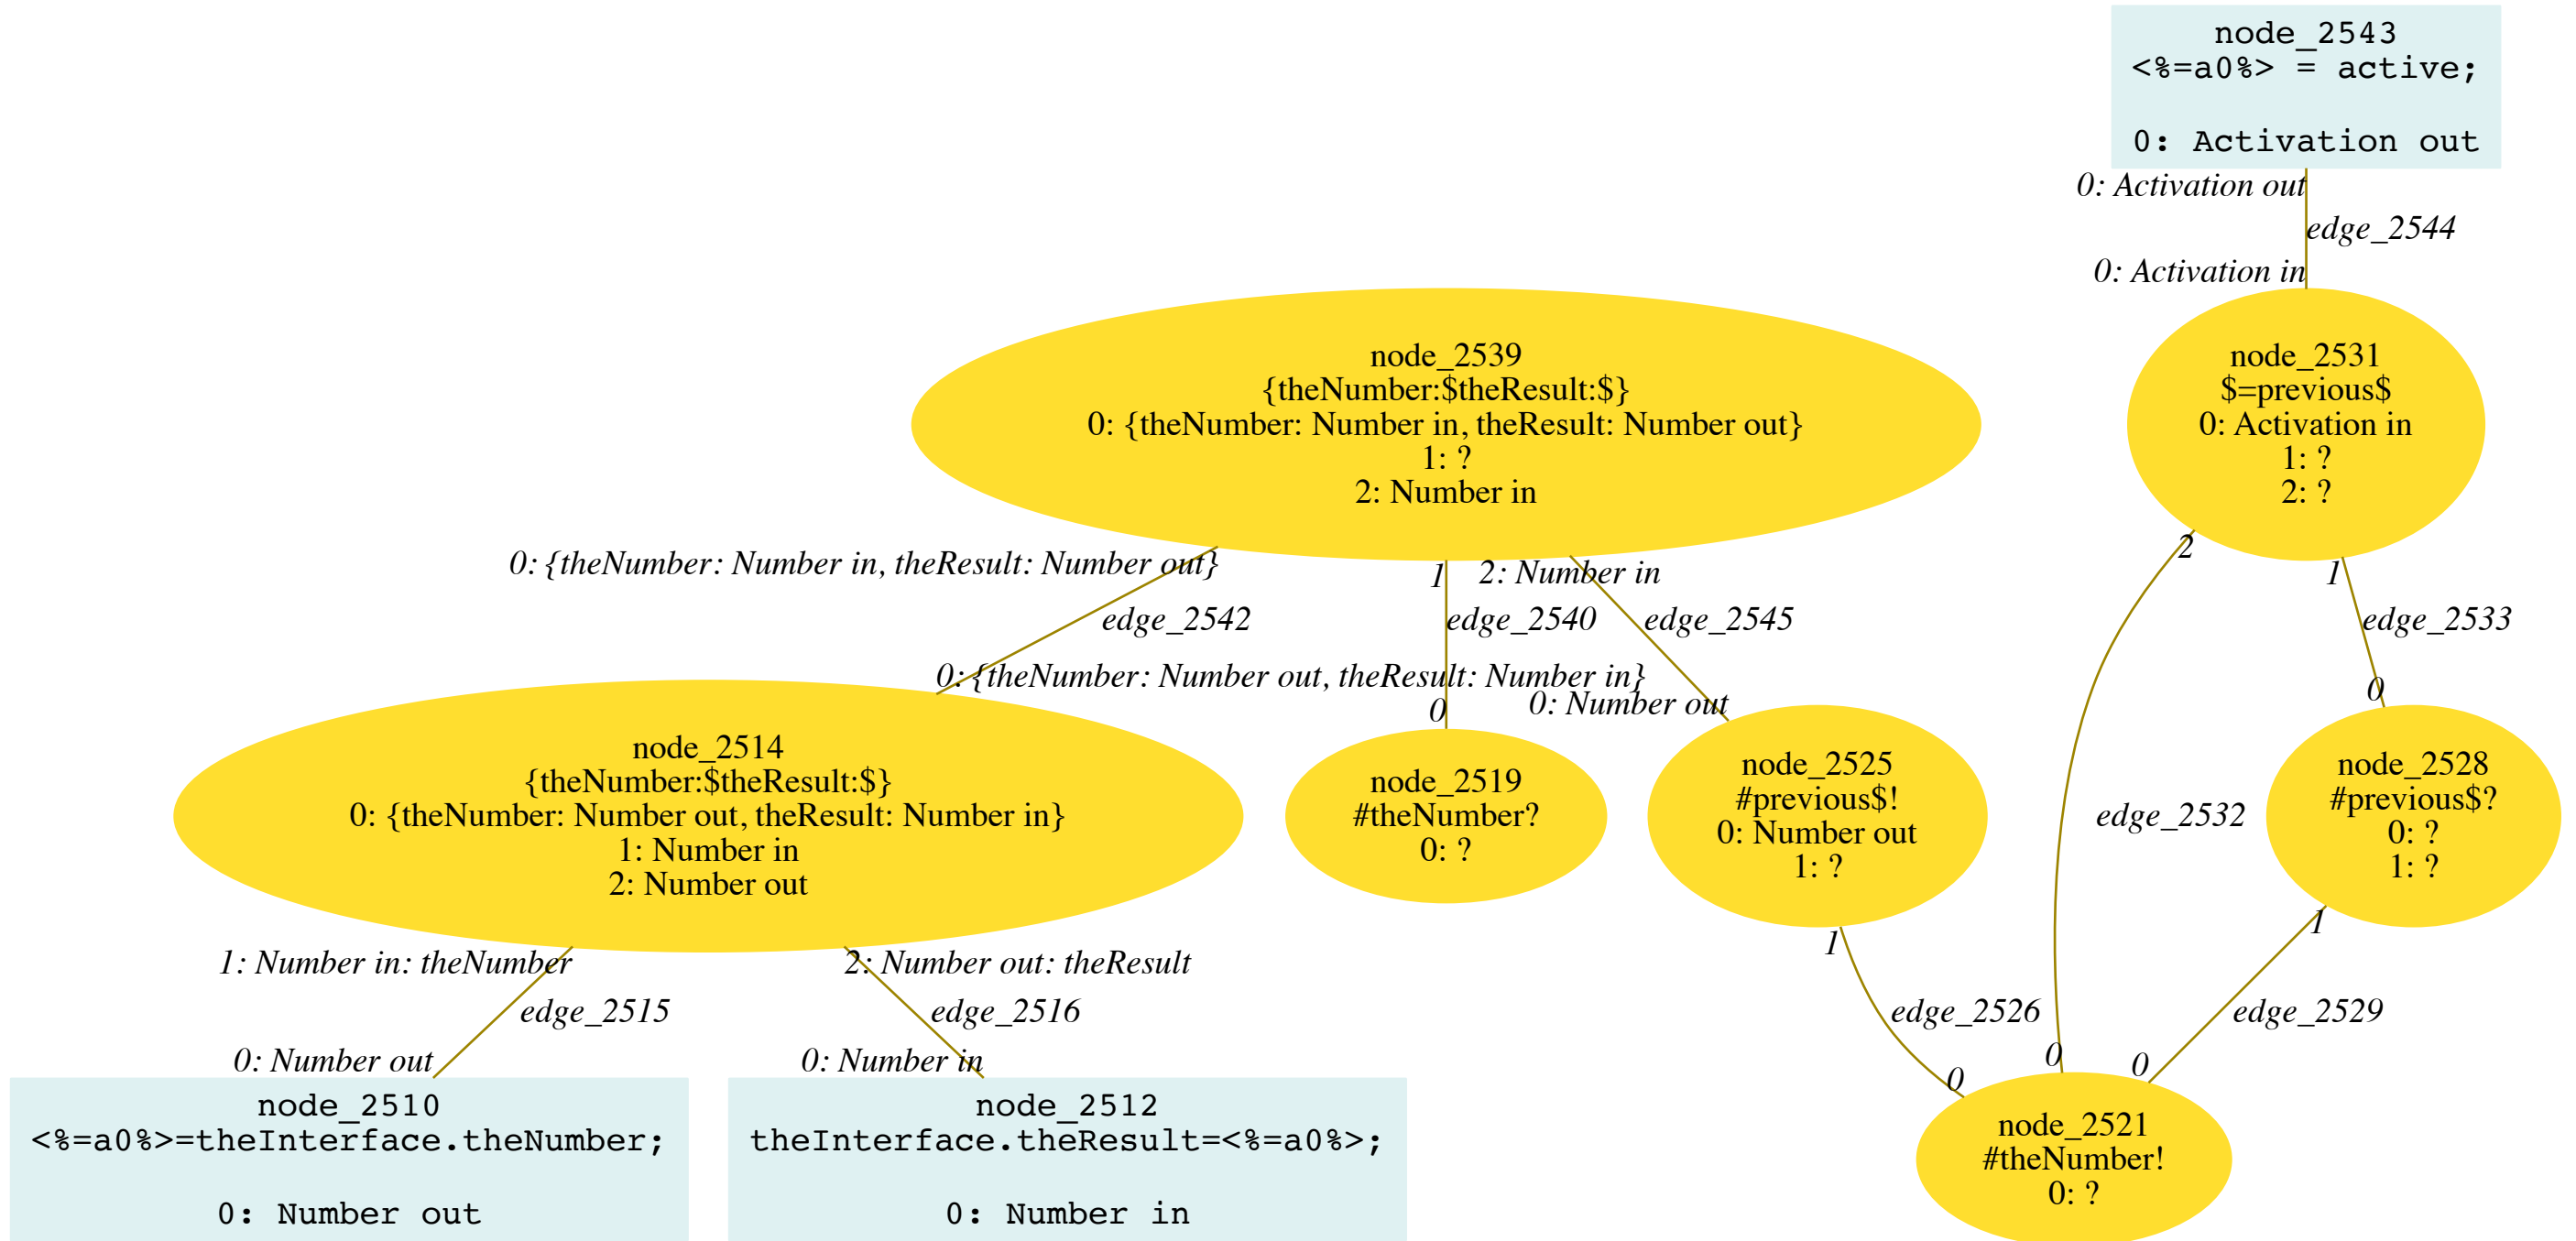 node_2543
<%=a0%> = active;
0: Activation out
0: Activation out
edge_2544
0: Activation in
node_2539
{theNumber:$theResult:$}
0: {theNumber: Number in, theResult: Number out}
1: ?
2: Number in
node_2531
$=previous$
0: Activation in
1: ?
2: ?
0: {theNumber: Number in, theResult: Number out}
1
2: Number in
2
1
edge_2542
edge_2540
edge_2545
edge_2533
0: {theNumber: Number out, theResult: Number in}
0
0: Number out
0
node_2514
{theNumber:$theResult:$}
0: {theNumber: Number out, theResult: Number in}
1: Number in
2: Number out
node_2519
#theNumber?
0: ?
node_2525
#previous$!
0: Number out
1: ?
edge_2532
node_2528
#previous$?
0: ?
1: ?
1: Number in: theNumber
2: Number out: theResult
1
1
edge_2515
edge_2516
edge_2526
edge_2529
0: Number out
0: Number in
0
0
0
node_2510
<%=a0%>=theInterface.theNumber;
0: Number out
node_2512
theInterface.theResult=<%=a0%>;
0: Number in
node_2521
#theNumber!
0: ?